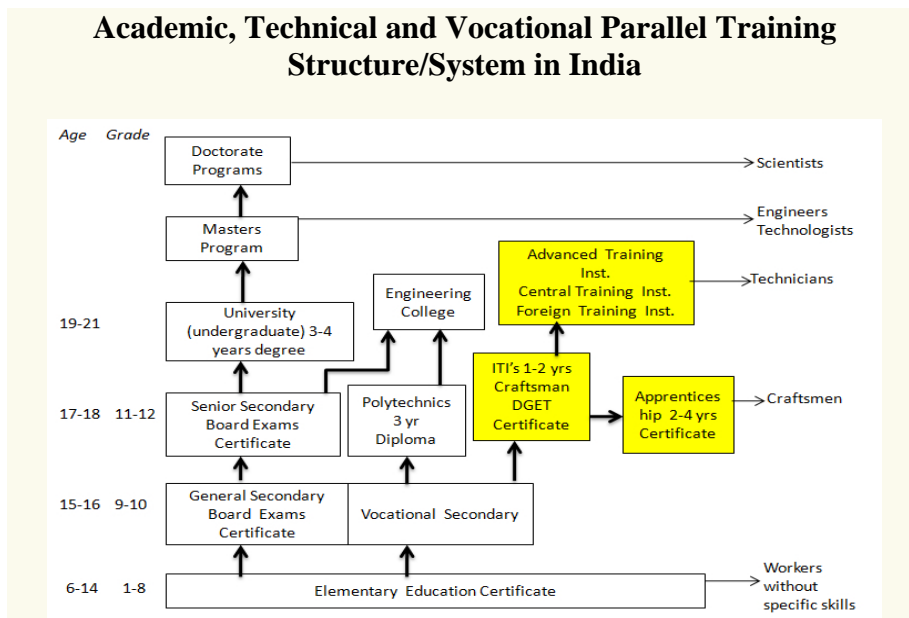 Academic, Technical and Vocational Parallel Training
Structure/System in India
Age Grade
Doctorate
Programs
Scientists
Masters
Program
Engineers
Technologists
Advanced Training
Inst.
Central Training Inst.
Foreign Training Inst.
Technicians
Engineering
College
19-21
University
(undergraduate) 3-4
years degree
17-18 11-12
Senior Secondary
Board Exams
Certificate
Polytechnics
3 yr
Diploma
ITI's 1-2 yrs
Craftsman
DGET
Certificate
Apprentices
hip 2-4 yrs
Certificate
Craftsmen
15-16 9-10
General Secondary
Board Exams
Certificate
Vocational Secondary
6-14 1-8
Elementary Education Certificate
Workers
without
specific skills